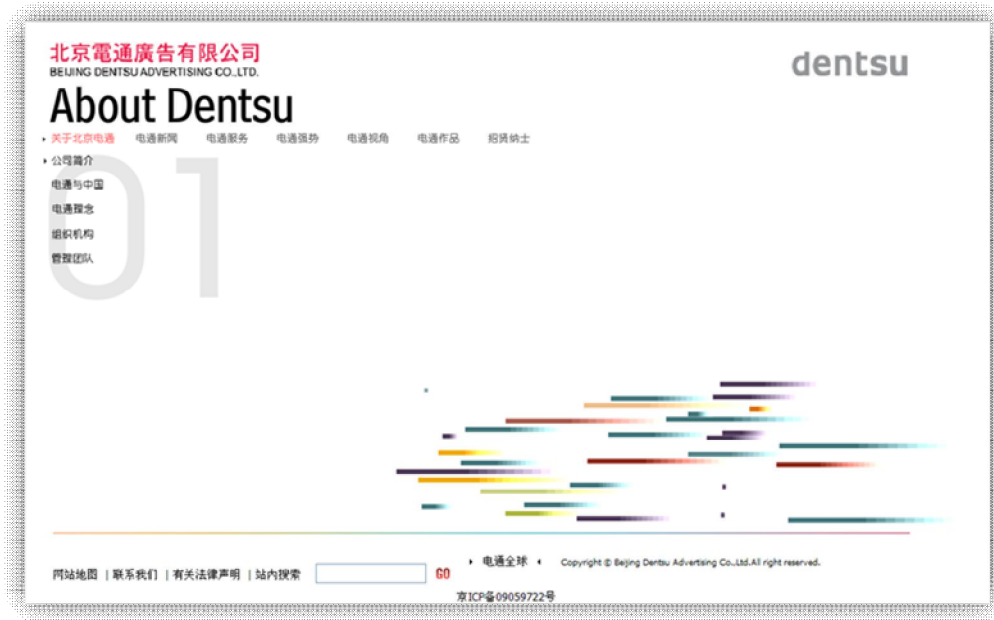 北京電通廣告有限公司
BEIJING DENTSU ADVERTISING CO.,LTD.
dentsu
About Dentsu
关于北京电通 电通新闻 电通服务 电通强势 电通视角 电通作品 招贤纳士
01
公司简介
电通与中国
电通理念
组织机构
管理团队
网站地图 | 联系我们 | 有关法律声明 | 站内搜索 GO 电通全球 Copyright © Beijing Dentsu Advertising Co.,Ltd.All right reserved.
京ICP备09059722号